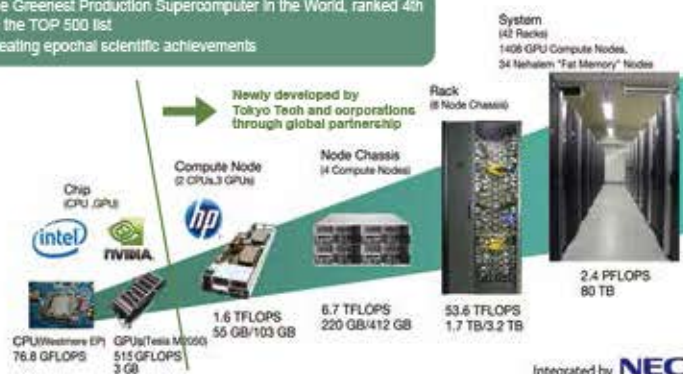 e Greenest Production Supercomputer in the World, ranked 4th
the TOP 500 list
eating epochal scientific achievements
System
(42 Racks)
1408 GPU Compute Nodes,
34 Nehalem "Fat Memory" Nodes
Newly developed by
Tokyo Tech and corporations
through global partnership
Rack
(8 Node Chassis)
Node Chassis
(4 Compute Nodes)
Compute Node
(2 CPUs,3 GPUs)
Chip
(CPU ,GPU)
intel
NVIDIA.
hp
2.4 PFLOPS
80 TB
53.6 TFLOPS
1.7 TB/3.2 TB
6.7 TFLOPS
220 GB/412 GB
1.6 TFLOPS
55 GB/103 GB
CPU(Westmere EP)
76.8 GFLOPS
GPUs(Tesla M2050)
515 GFLOPS
3 GB
Integrated by NEC